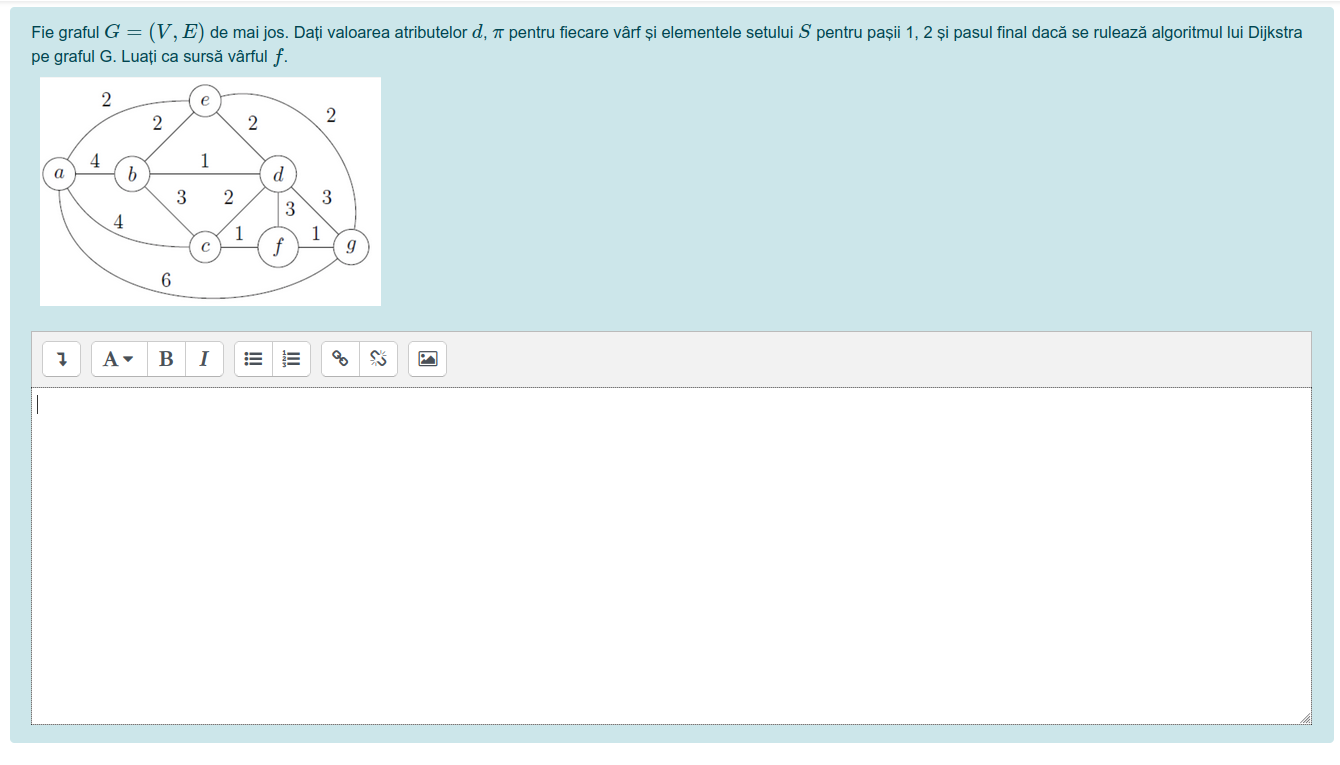 Fie graful G = (V, E) de mai jos. Dați valoarea atributelor d, π pentru fiecare vârf și elementele setului S pentru pașii 1, 2 și pasul final dacă se rulează algoritmul lui Dijkstra
pe graful G. Luați ca sursă vârful f.
2 e
2 2 2
4 1
a b d
3 2 3
4 3
1 1
c f g
6
A B I